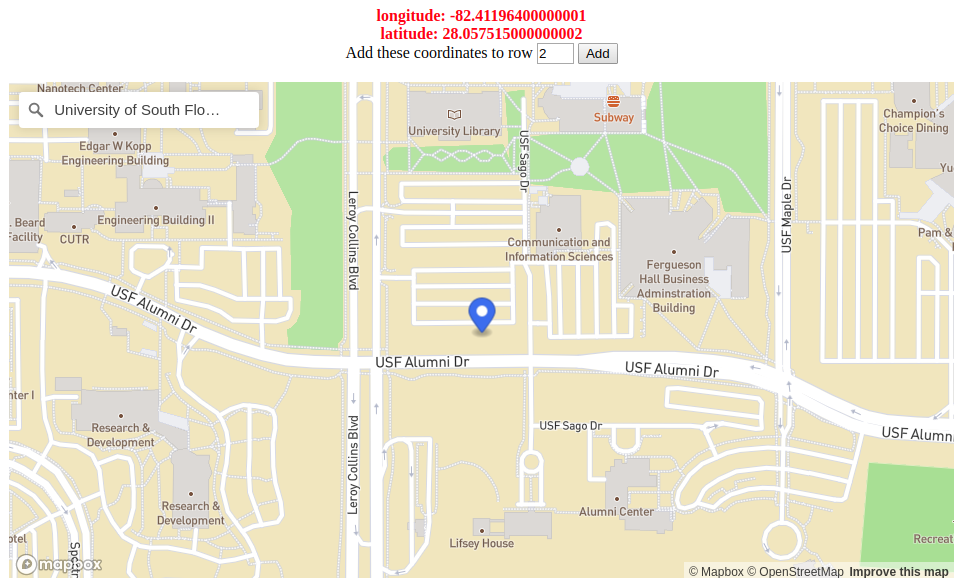 longitude: -82.41196400000001
latitude: 28.057515000000002
Add these coordinates to row 2 Add
Nanotech Center
University of South Flo…
Edgar W Kopp
Engineering Building
University Library
Subway
Champion's
Choice Dining
USF Sago Dr
Leroy Collins Blvd
USF Maple Dr
Engineering Building II
Beard
Facility
CUTR
Communication and
Information Sciences
Fergueson
Hall Business
Adminstration
Building
Pam &
USF Alumni Dr
USF Alumni Dr
USF Alumni Dr
USF Alumn
nter I
Research &
Development
Leroy Collins Blvd
USF Sago Dr
Research &
Development
Alumni Center
Lifsey House
otel
Recreat
mapbox
© Mapbox © OpenStreetMap Improve this map